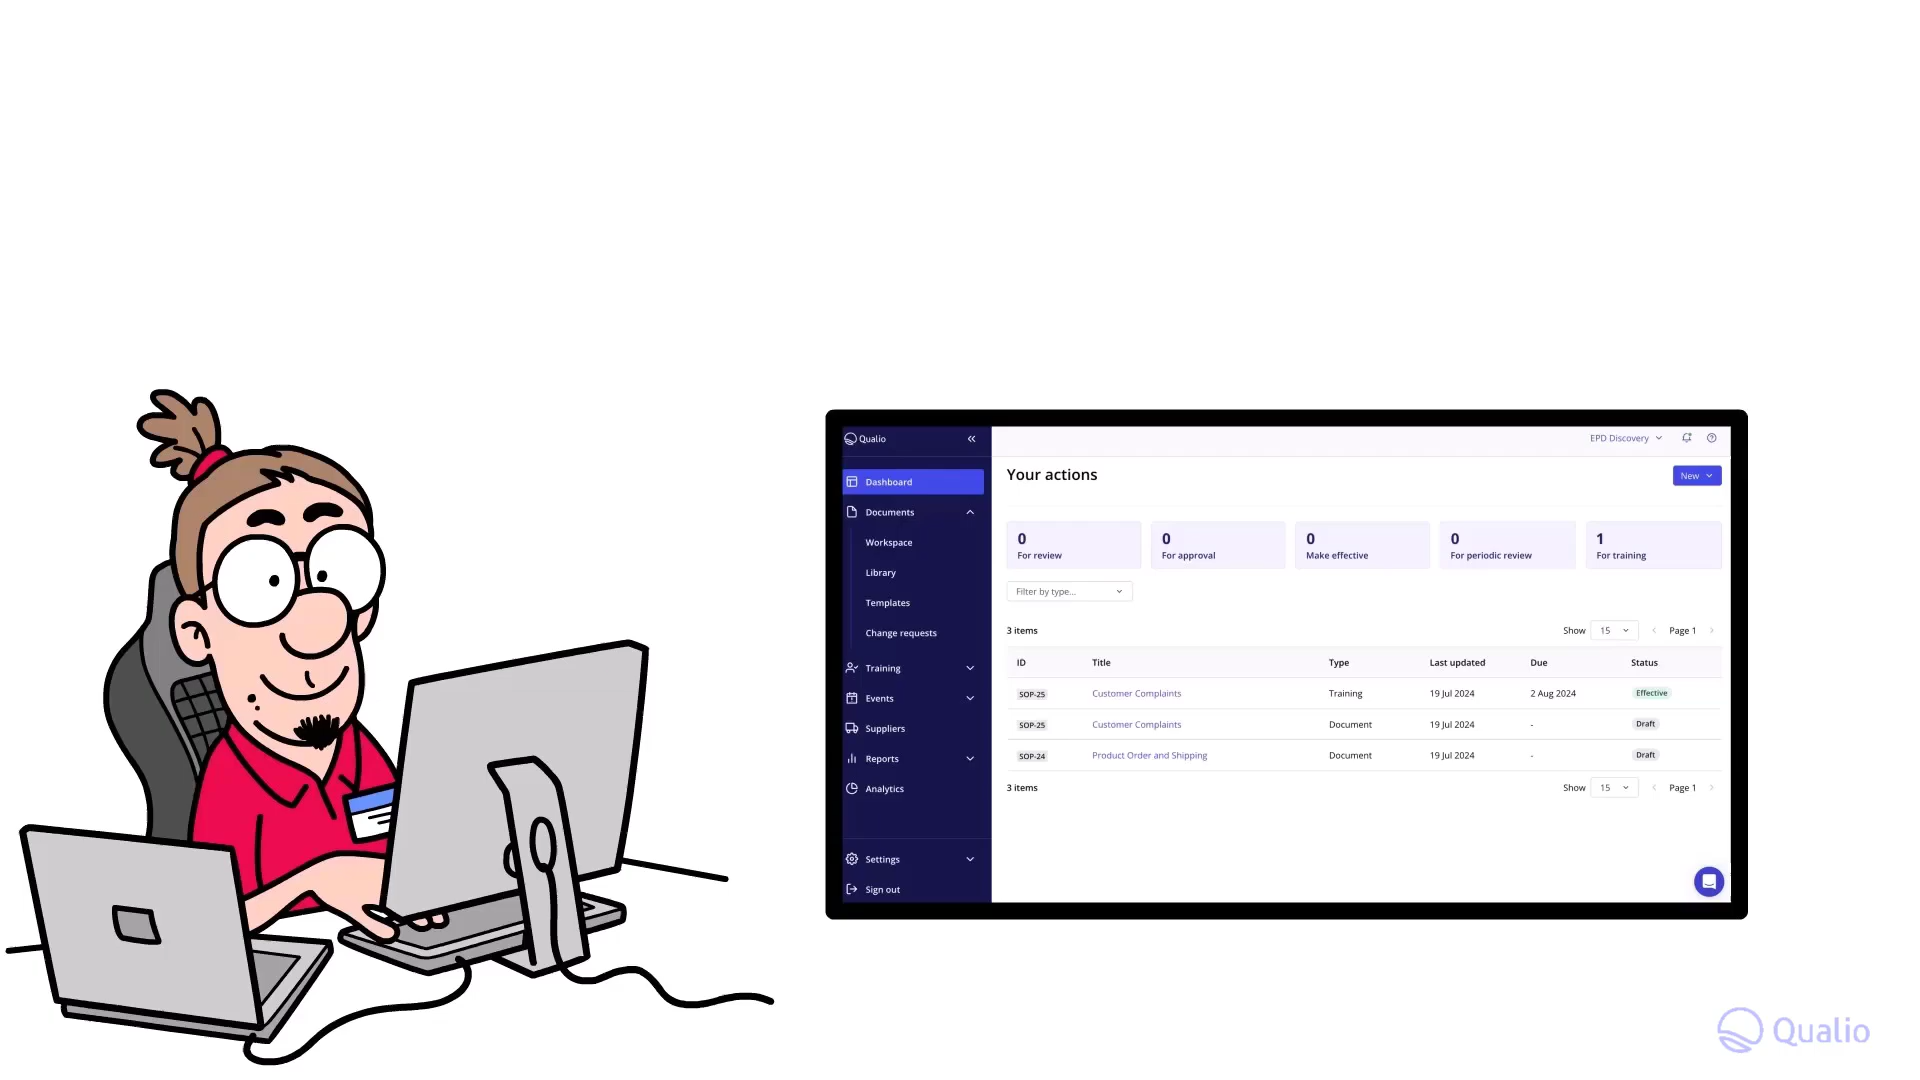 Qualio
Dashboard
Documents
Workspace
Library
Templates
Change requests
Training
Events
Suppliers
Reports
Analytics
Settings
Sign out
EPD Discovery
Your actions
New
0
For review
0
For approval
0
Make effective
0
For periodic review
1
For training
Filter by type...
3 items
Show 15 Page 1
ID Title Type Last updated Due Status
SOP-25 Customer Complaints Training 19 Jul 2024 2 Aug 2024 Effective
SOP-25 Customer Complaints Document 19 Jul 2024 - Draft
SOP-24 Product Order and Shipping Document 19 Jul 2024 - Draft
3 items
Show 15 Page 1
Qualio